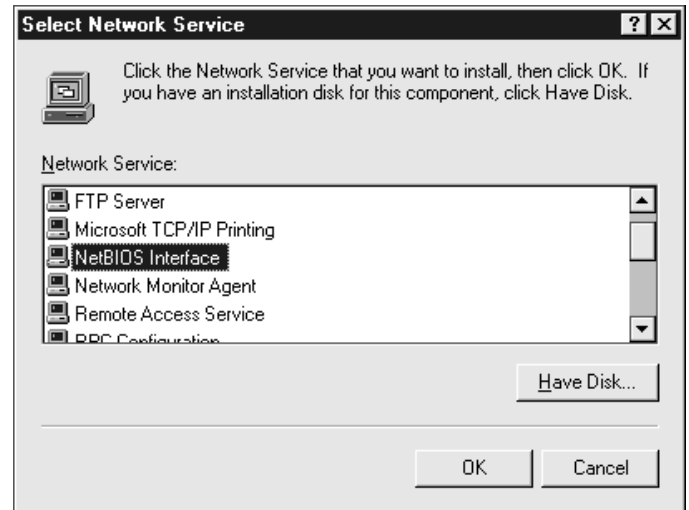 Select Network Service
Click the Network Service that you want to install, then click OK. If
you have an installation disk for this component, click Have Disk.
Network Service:
FTP Server
Microsoft TCP/IP Printing
NetBIOS Interface
Network Monitor Agent
Remote Access Service
RPC Configuration
Have Disk...
OK
Cancel